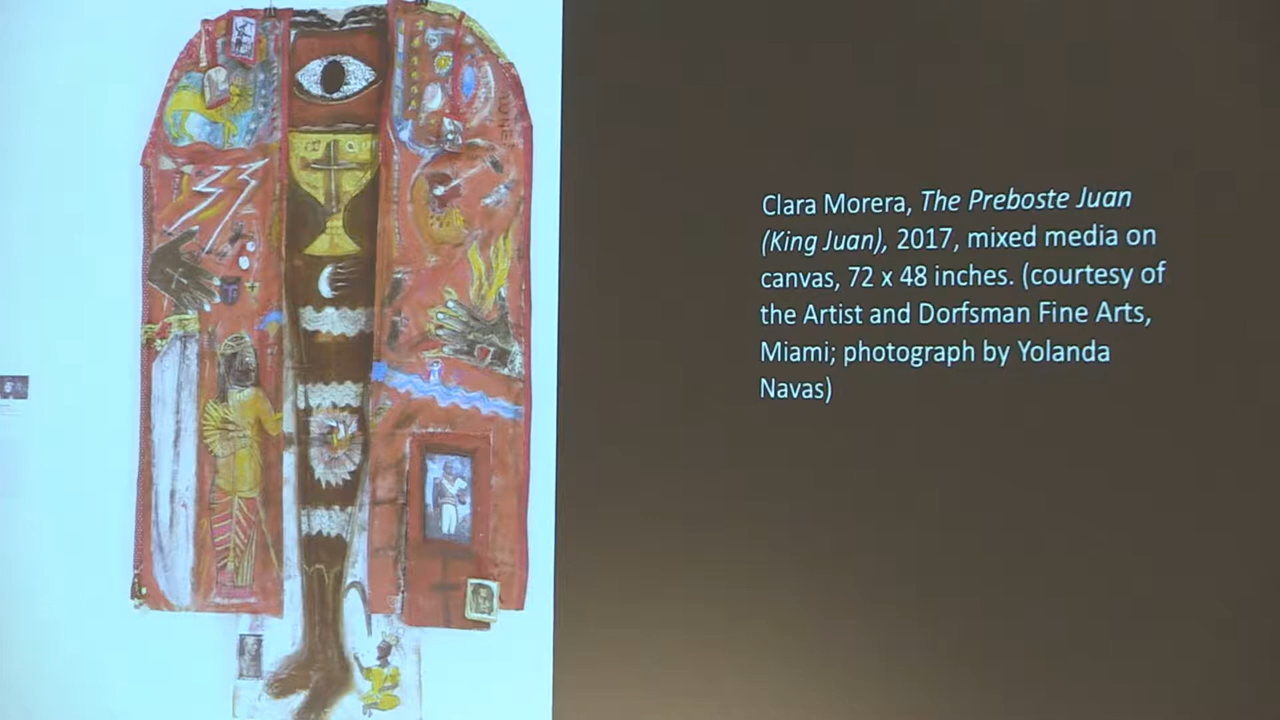 Clara Morera, The Preboste Juan
(King Juan), 2017, mixed media on
canvas, 72 x 48 inches. (courtesy of
the Artist and Dorfsman Fine Arts,
Miami; photograph by Yolanda
Navas)